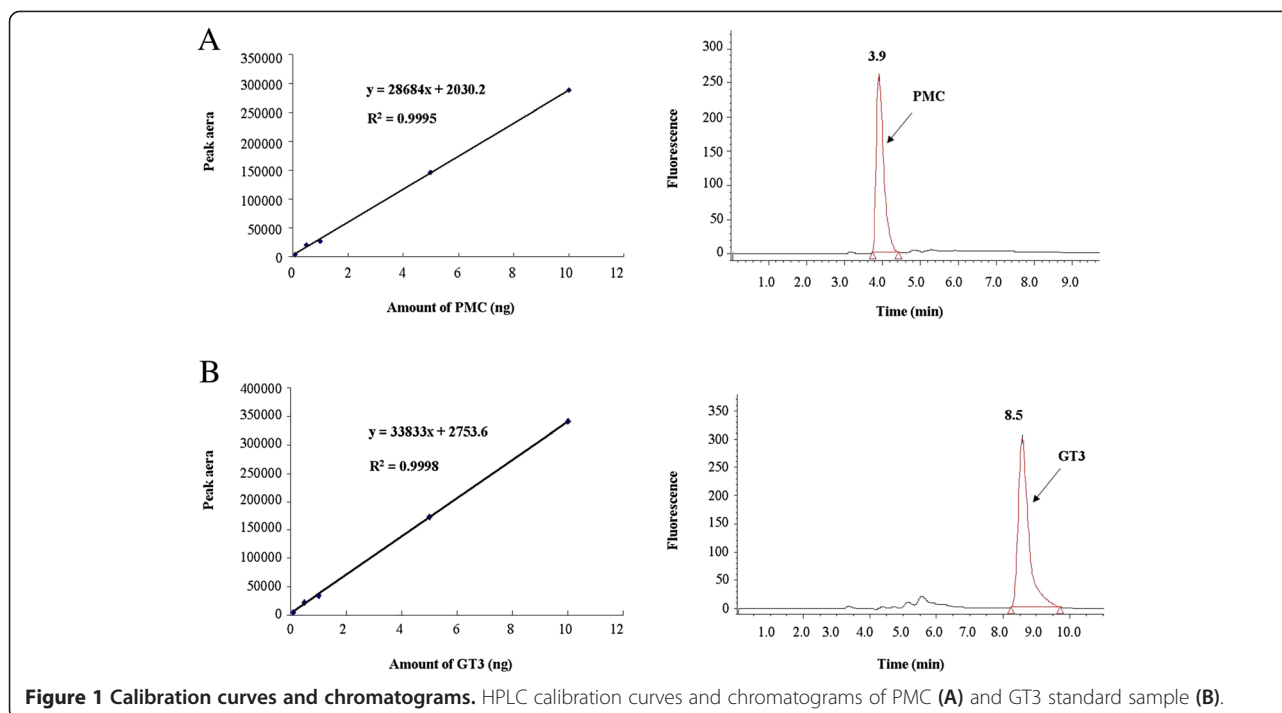 A
350000
300000
250000
200000
150000
100000
50000
0
Peak aera
y = 28684x + 2030.2
R² = 0.9995
0 2 4 6 8 10 12
Amount of PMC (ng)
300
250
200
150
100
50
0
Fluorescence
3.9
PMC
1.0 2.0 3.0 4.0 5.0 6.0 7.0 8.0 9.0
Time (min)
B
400000
350000
300000
250000
200000
150000
100000
50000
0
Peak aera
y = 33833x + 2753.6
R² = 0.9998
0 2 4 6 8 10 12
Amount of GT3 (ng)
350
300
250
200
150
100
50
0
Fluorescence
8.5
GT3
1.0 2.0 3.0 4.0 5.0 6.0 7.0 8.0 9.0 10.0
Time (min)
Figure 1 Calibration curves and chromatograms. HPLC calibration curves and chromatograms of PMC (A) and GT3 standard sample (B).